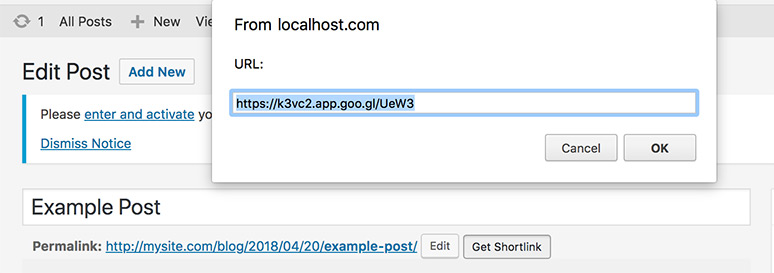 1 All Posts New Vie
From localhost.com
URL:
https://k3vc2.app.goo.gl/UeW3
Cancel OK
Edit Post Add New
Please enter and activate yo
Dismiss Notice
Example Post
Permalink: http://mysite.com/blog/2018/04/20/example-post/ Edit Get Shortlink